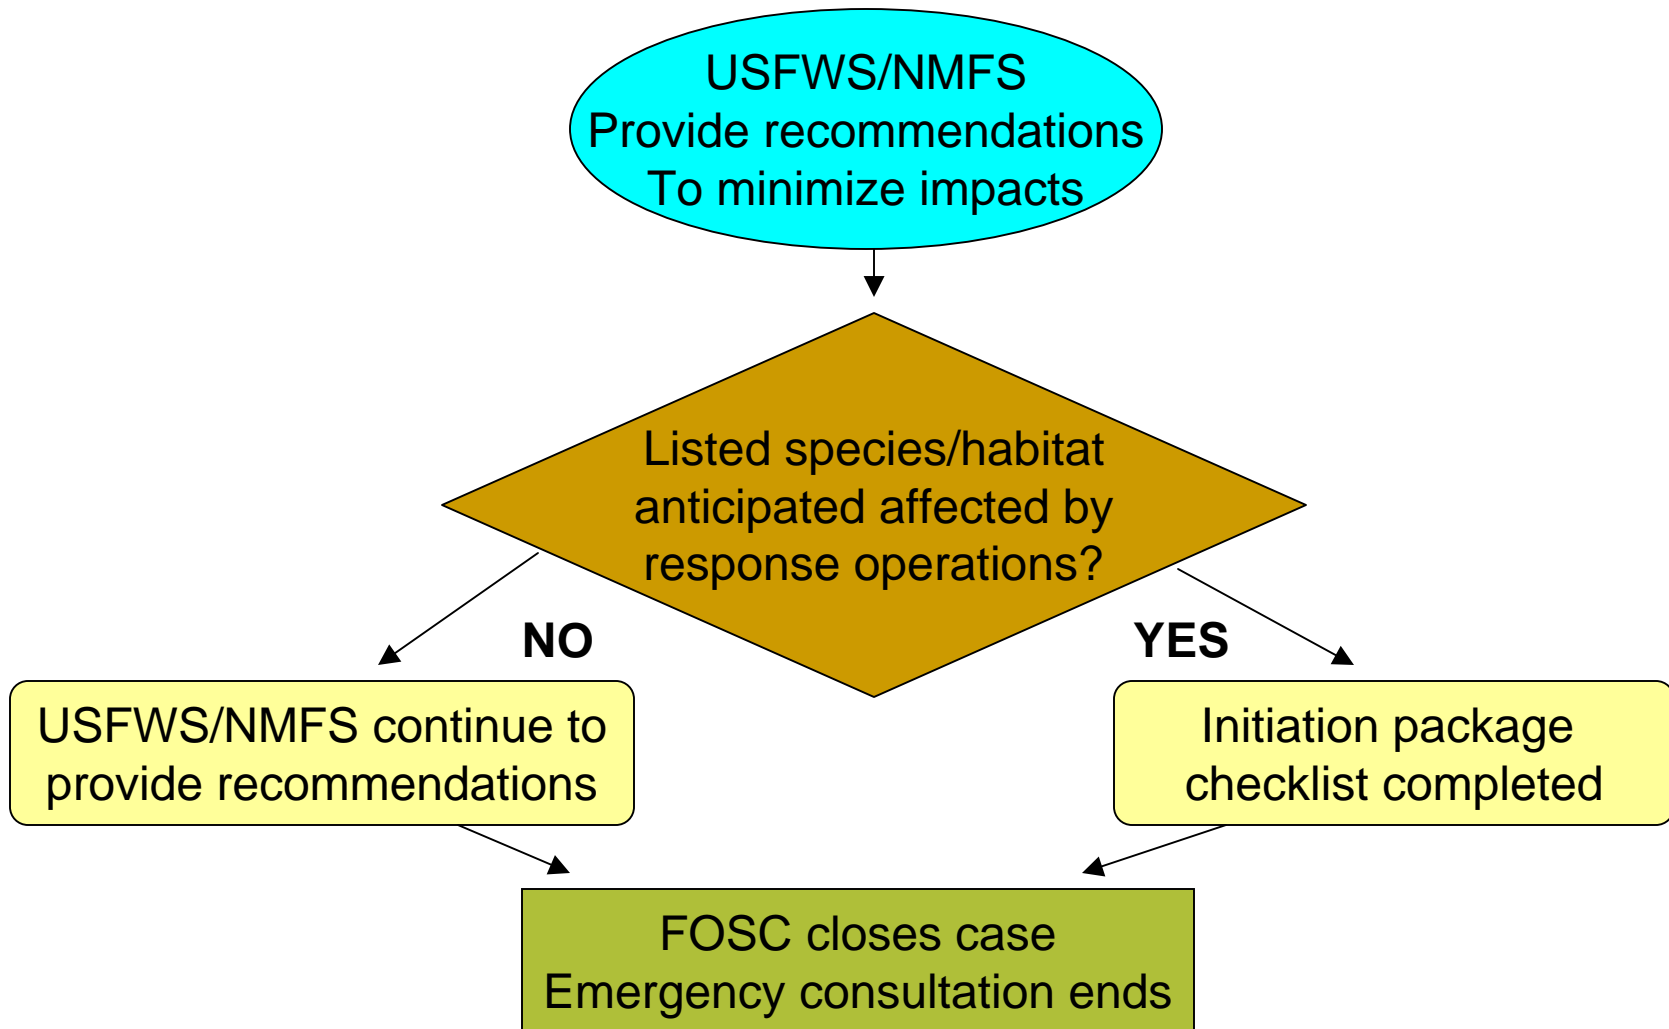 USFWS/NMFS
Provide recommendations
To minimize impacts
Listed species/habitat
anticipated affected by
response operations?
NO
YES
USFWS/NMFS continue to
provide recommendations
Initiation package
checklist completed
FOSC closes case
Emergency consultation ends